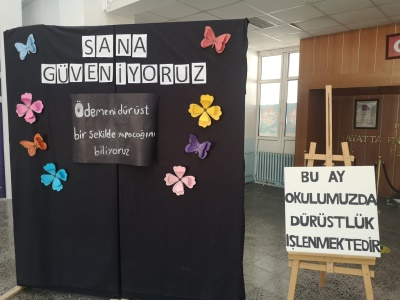 SANA
GÜVENİYORUZ
Ödemeni dürüst
bir şekilde yapacağını
biliyoruz
BU AY
OKULUMUZDA
DÜRÜSTLÜK
İŞLENMEKTEDİR